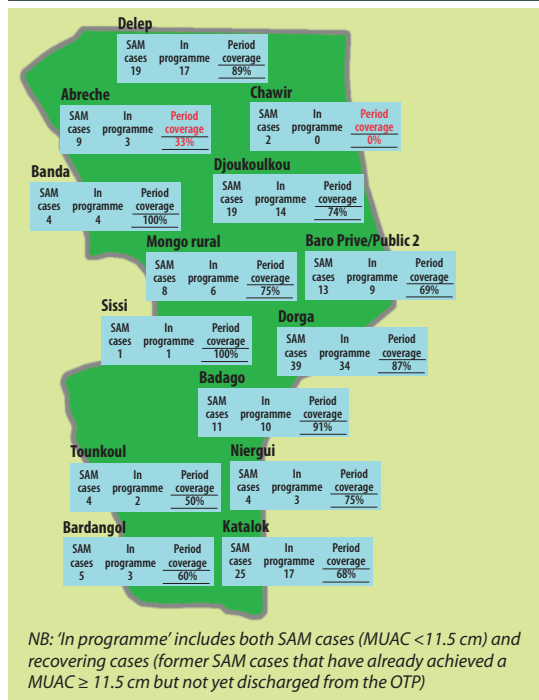 Delep
SAM In Period
cases programme coverage
19 17 89%
Abreche
SAM In Period
cases programme coverage
9 3 33%
Chawir
SAM In Period
cases programme coverage
2 0 0%
Banda
SAM In Period
cases programme coverage
4 4 100%
Djoukoulkou
SAM In Period
cases programme coverage
19 14 74%
Mongo rural
SAM In Period
cases programme coverage
8 6 75%
Baro Prive/Public 2
SAM In Period
cases programme coverage
13 9 69%
Sissi
SAM In Period
cases programme coverage
1 1 100%
Dorga
SAM In Period
cases programme coverage
39 34 87%
Badago
SAM In Period
cases programme coverage
11 10 91%
Tounkoul
SAM In Period
cases programme coverage
4 2 50%
Niergui
SAM In Period
cases programme coverage
4 3 75%
Bardangol
SAM In Period
cases programme coverage
5 3 60%
Katalok
SAM In Period
cases programme coverage
25 17 68%
NB: ‘In programme’ includes both SAM cases (MUAC <11.5 cm) and
recovering cases (former SAM cases that have already achieved a
MUAC ≥ 11.5 cm but not yet discharged from the OTP)